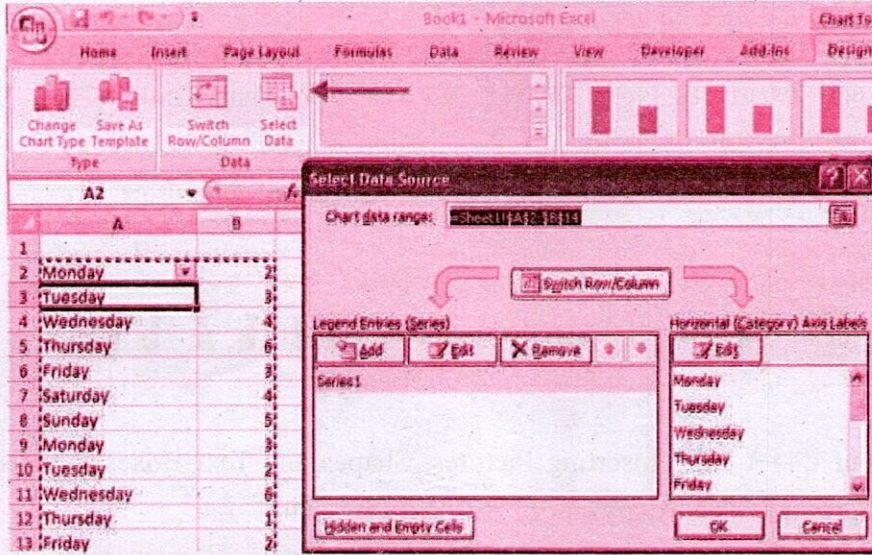 Book1 - Microsoft Excel
Chart To
Home Insert Page Layout Formulas Data Review View Developer Add-Ins Design
Change Chart Type
Save As Template
Switch Row/Column
Select Data
Type
Data
A2
Select Data Source
Chart data range: =Sheet1!$A$2:$B$14
Switch Row/Column
Legend Entries (Series)
Horizontal (Category) Axis Labels
Add Edit Remove
Edit
Series1
Monday
Tuesday
Wednesday
Thursday
Friday
Hidden and Empty Cells
OK Cancel
A B
1
2 Monday 2
3 Tuesday 3
4 Wednesday 4
5 Thursday 6
6 Friday 3
7 Saturday 4
8 Sunday 5
9 Monday 3
10 Tuesday 2
11 Wednesday 6
12 Thursday 1
13 Friday 2